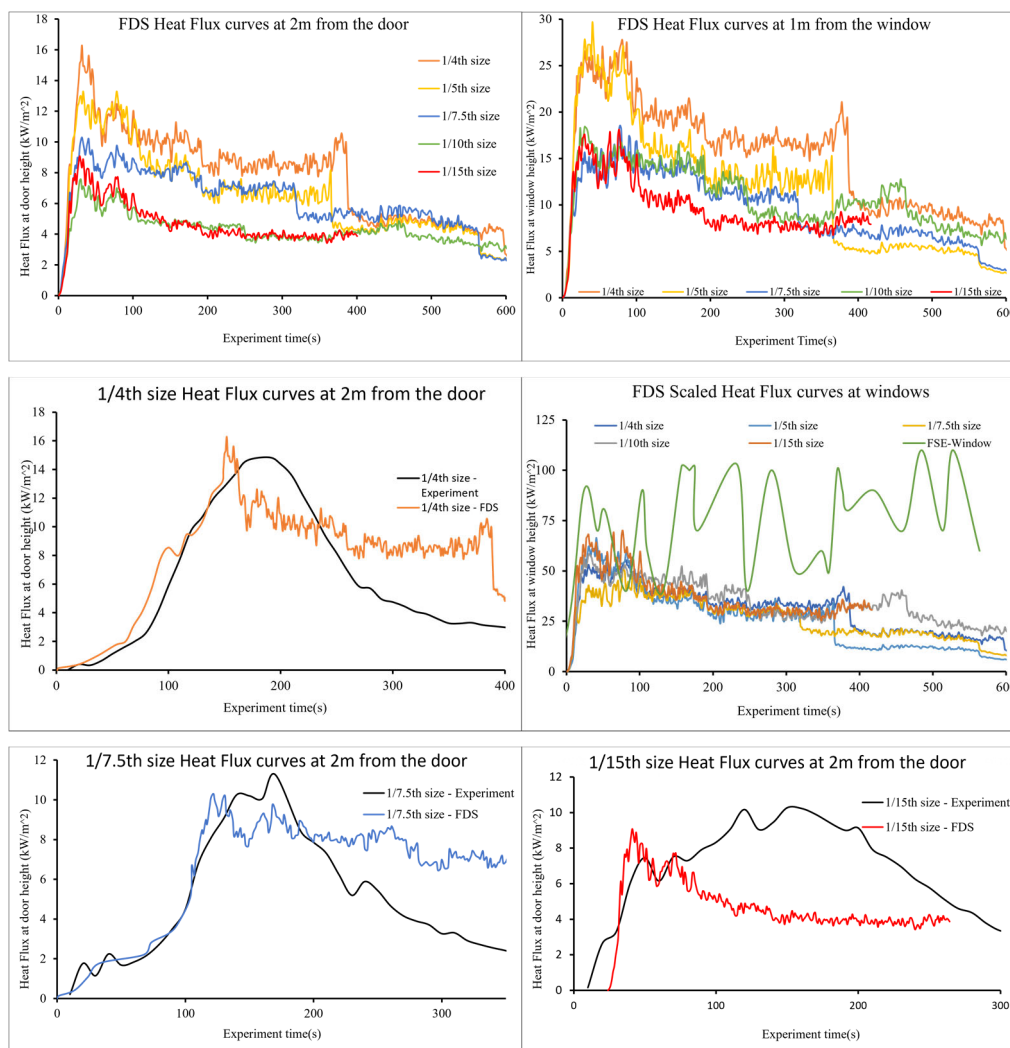 FDS Heat Flux curves at 2m from the door
Heat Flux at door height (kW/m^2)
18
16
14
12
10
8
6
4
2
0
1/4th size
1/5th size
1/7.5th size
1/10th size
1/15th size
0 100 200 300 400 500 600
Experiment time(s)
FDS Heat Flux curves at 1m from the window
Heat Flux at window height (kW/m^2)
30
25
20
15
10
5
0
1/4th size 1/5th size 1/7.5th size 1/10th size 1/15th size
0 100 200 300 400 500 600
Experiment Time(s)
1/4th size Heat Flux curves at 2m from the door
Heat Flux at door height (kW/m^2)
18
16
14
12
10
8
6
4
2
0
1/4th size -
Experiment
1/4th size - FDS
0 100 200 300 400
Experiment time(s)
FDS Scaled Heat Flux curves at windows
Heat Flux at window height (kW/m^2)
125
100
75
50
25
0
1/4th size 1/5th size 1/7.5th size
1/10th size 1/15th size FSE-Window
0 100 200 300 400 500 600
Experiment time(s)
1/7.5th size Heat Flux curves at 2m from the door
Heat Flux at door height (kW/m^2)
12
10
8
6
4
2
0
1/7.5th size - Experiment
1/7.5th size - FDS
0 100 200 300
Experiment time(s)
1/15th size Heat Flux curves at 2m from the door
Heat Flux at door height (kW/m^2)
12
10
8
6
4
2
0
1/15th size - Experiment
1/15th size - FDS
0 100 200 300
Experiment time(s)